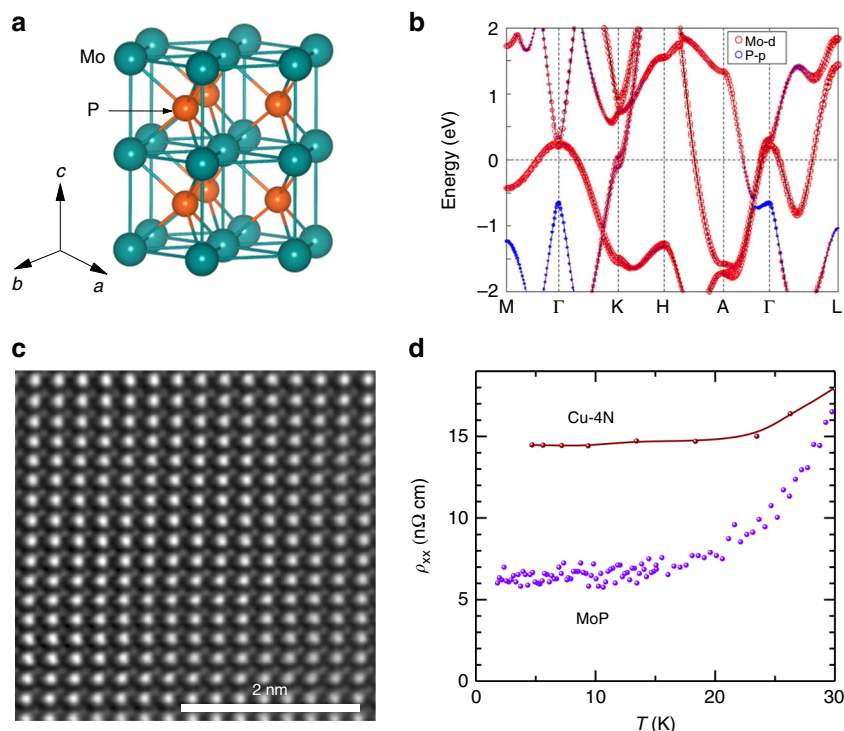 a
Mo
P
c
b
a
b
Mo-d
P-p
Energy (eV)
2
1
0
−1
−2
M
Γ
K
H
A
Γ
L
c
2 nm
d
Cu-4N
MoP
ρxx (nΩ cm)
15
10
5
0
0
10
20
30
T (K)